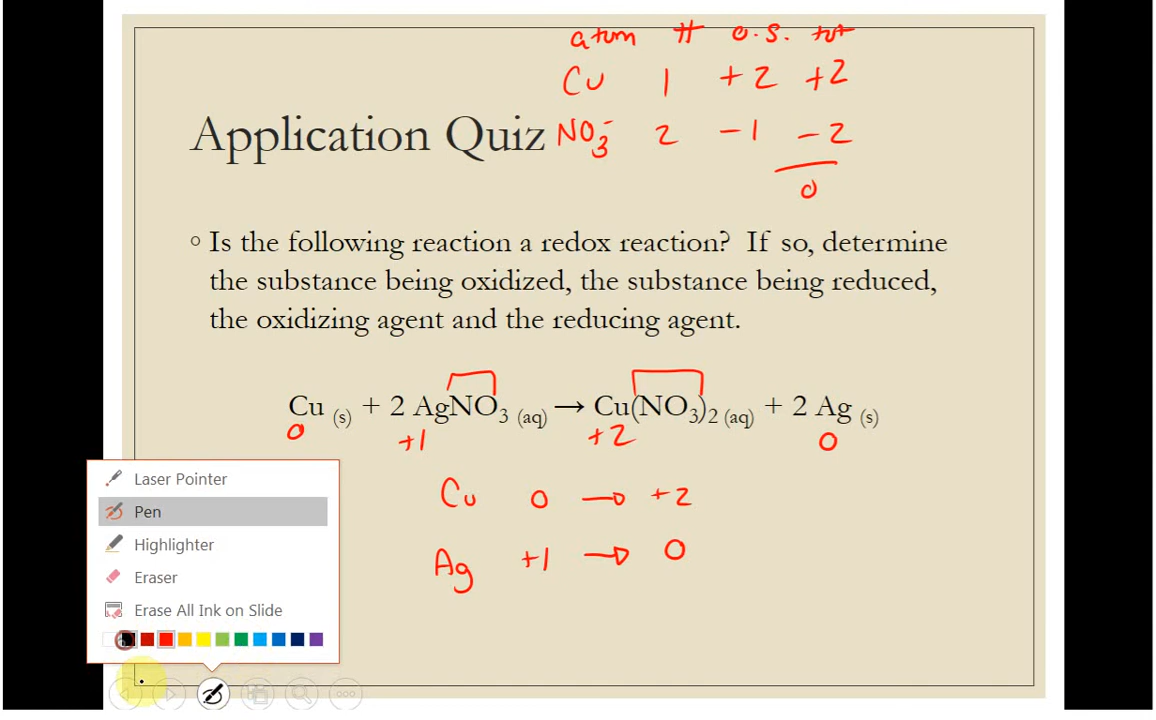 atom # o.s. tot
Cu 1 +2 +2
Application Quiz NO₃⁻ 2 -1 -2
0
Is the following reaction a redox reaction? If so, determine
the substance being oxidized, the substance being reduced,
the oxidizing agent and the reducing agent.
Cu (s) + 2 AgNO₃ (aq) → Cu(NO₃)₂ (aq) + 2 Ag (s)
0 +1 +2 0
Laser Pointer
Cu 0 → +2
Pen
Highlighter
Ag +1 → 0
Eraser
Erase All Ink on Slide